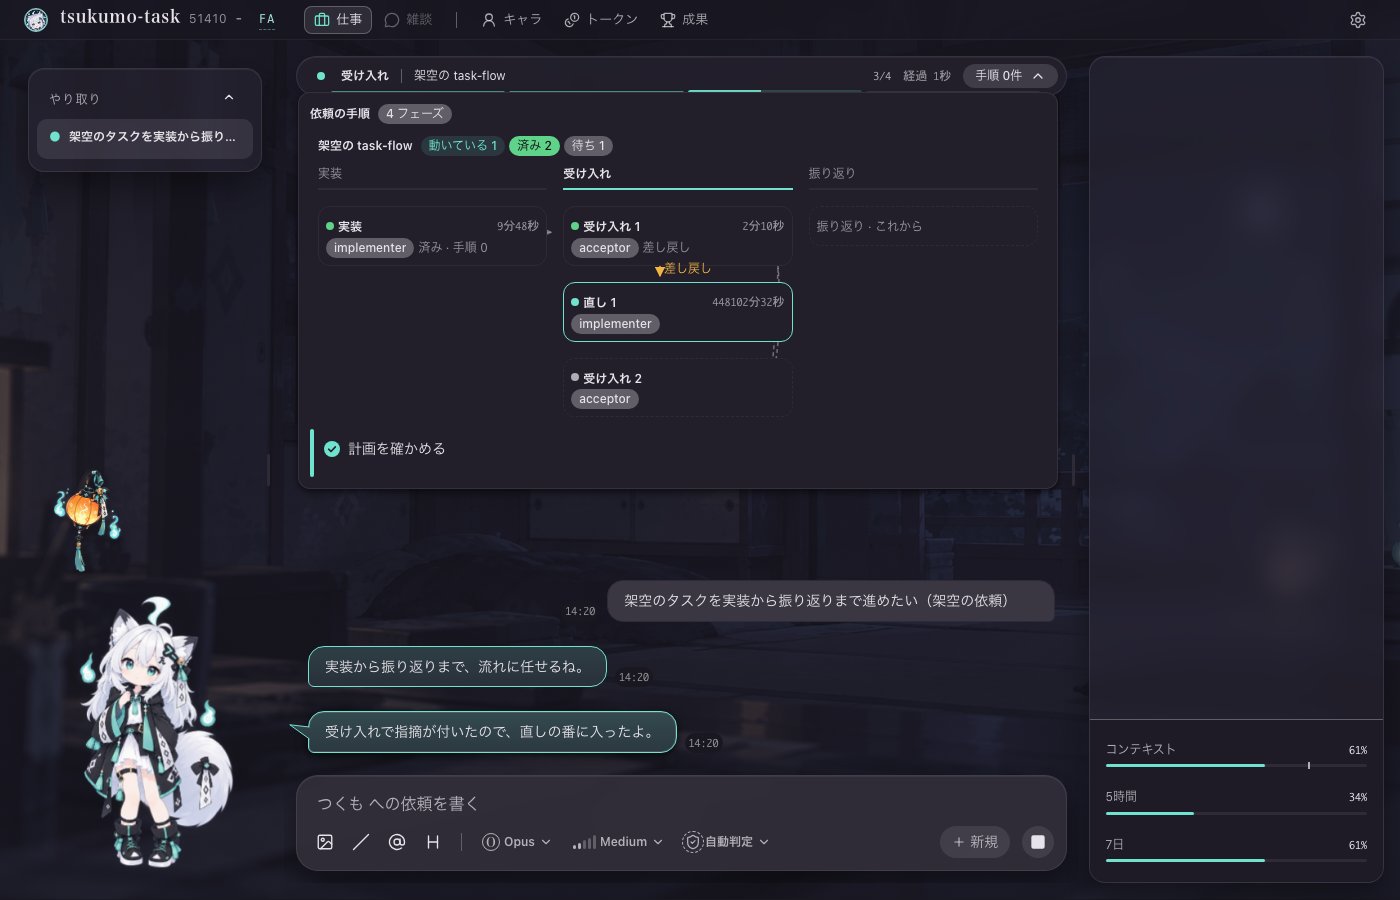 tsukumo-task 51410 - FA 仕事 雑談 キャラ トークン 成果
やり取り
架空のタスクを実装から振り...
受け入れ 架空の task-flow 3/4 経過 1秒 手順 0件
依頼の手順 4 フェーズ
架空の task-flow 動いている 1 済み 2 待ち 1
実装 受け入れ 振り返り
実装 9分48秒
implementer 済み · 手順 0
受け入れ 1 2分10秒
acceptor 差し戻し
差し戻し
直し 1 448102分32秒
implementer
受け入れ 2
acceptor
振り返り · これから
計画を確かめる
架空のタスクを実装から振り返りまで進めたい（架空の依頼）
14:20
実装から振り返りまで、流れに任せるね。
14:20
受け入れで指摘が付いたので、直しの番に入ったよ。
14:20
つくも への依頼を書く
Opus Medium 自動判定 + 新規
コンテキスト 61%
5時間 34%
7日 61%